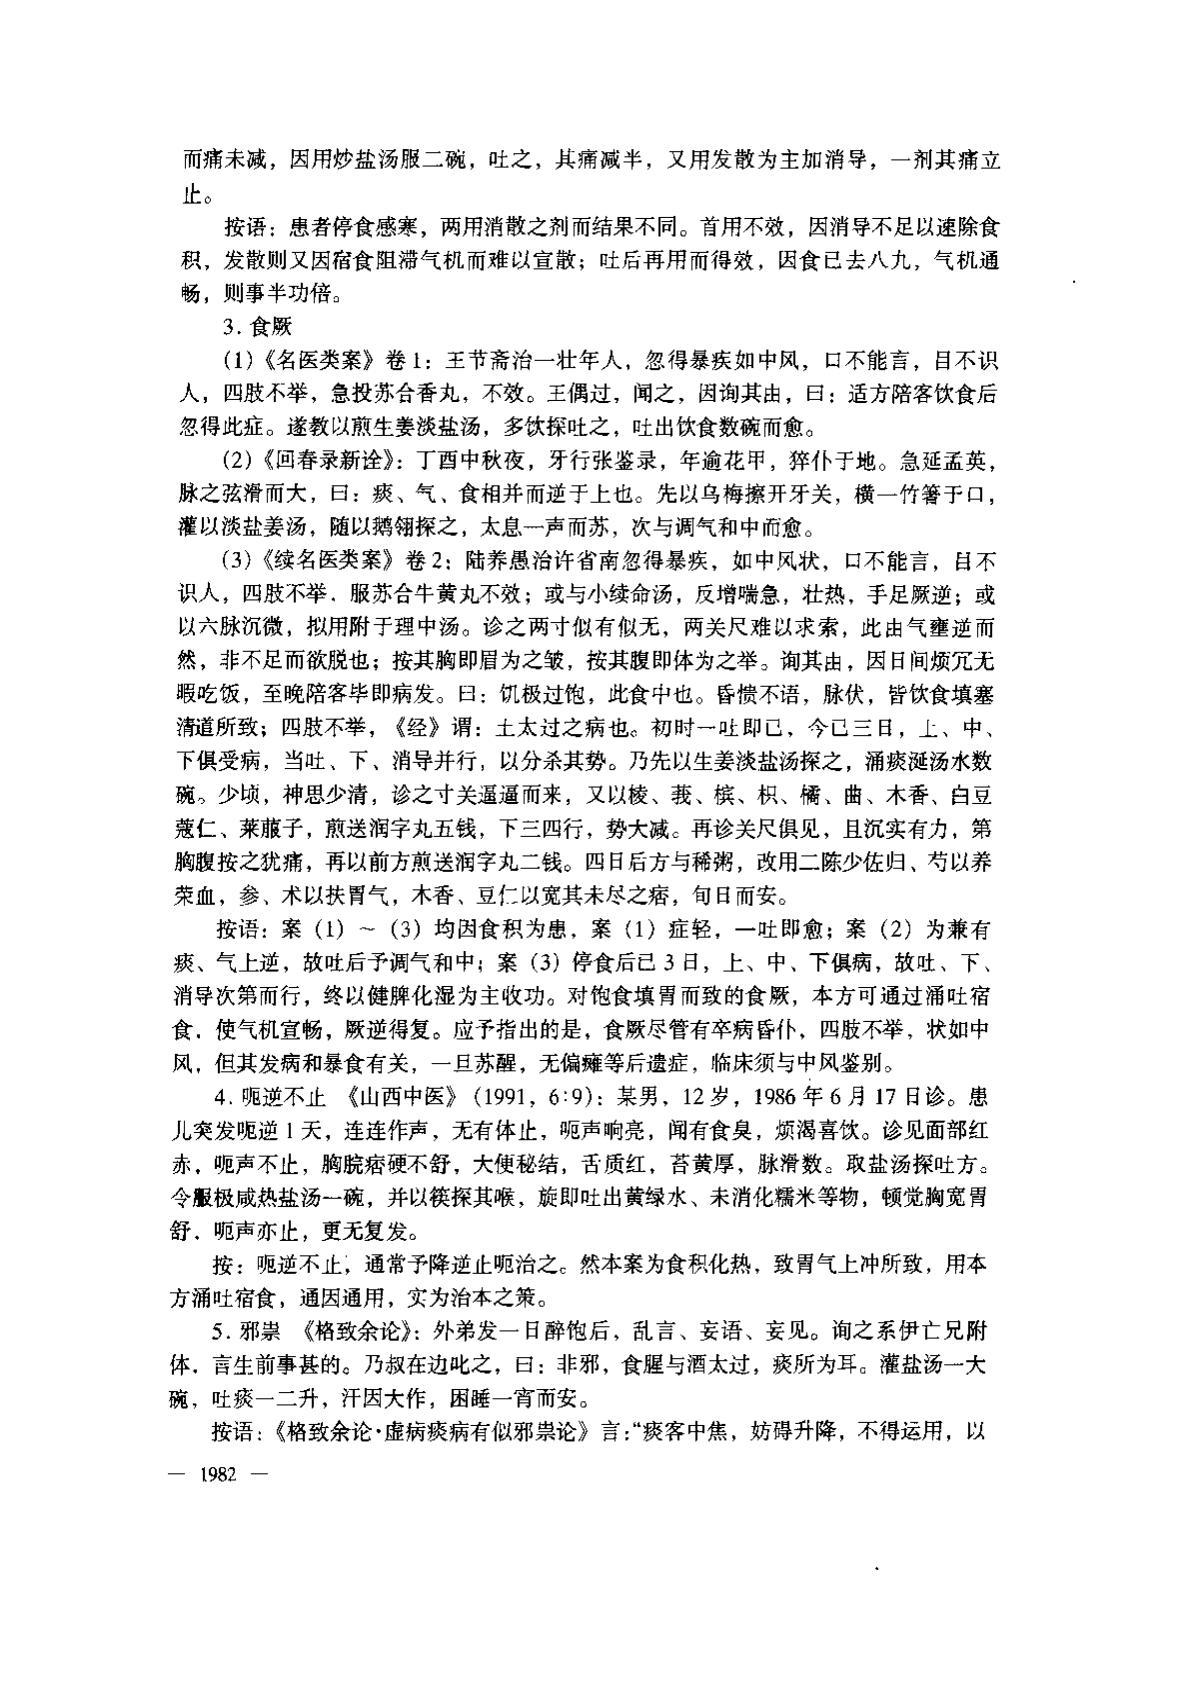 而痛未减，因用炒盐汤服二碗，吐之，其痛减半，又用发散为主加消导，一剂其痛立
止。
按语：患者停食感寒，两用消散之剂而结果不同。首用不效，因消导不足以速除食
积，发散则又因宿食阻滞气机而难以宣散；吐后再用而得效，因食已去八九，气机通
畅，则事半功倍。
3. 食厥
(1)《名医类案》卷 1：王节斋治一壮年人，忽得暴疾如中风，口不能言，目不识
人，四肢不举，急投苏合香丸，不效。王偶过，闻之，因询其由，曰：适方陪客饮食后
忽得此症。遂教以煎生姜淡盐汤，多饮探吐之，吐出饮食数碗而愈。
(2)《回春录新诠》：丁酉中秋夜，牙行张鉴录，年逾花甲，猝仆于地。急延孟英，
脉之弦滑而大，曰：痰、气、食相并而逆于上也。先以乌梅擦开牙关，横一竹箸于口，
灌以淡盐姜汤，随以鹅翎探之，太息一声而苏，次与调气和中而愈。
(3)《续名医类案》卷 2：陆养愚治许省南忽得暴疾，如中风状，口不能言，目不
识人，四肢不举．服苏合牛黄丸不效；或与小续命汤，反增喘急，壮热，手足厥逆；或
以六脉沉微，拟用附于理中汤。诊之两寸似有似无，两关尺难以求索，此由气壅逆而
然，非不足而欲脱也；按其胸即眉为之皱，按其腹即体为之举。询其由，因日间烦冗无
暇吃饭，至晚陪客毕即病发。曰：饥极过饱，此食中也。昏愦不语，脉伏，皆饮食填塞
清道所致；四肢不举，《经》谓：土太过之病也。初时一吐即已，今已三日，上、中、
下俱受病，当吐、下、消导并行，以分杀其势。乃先以生姜淡盐汤探之，涌痰涎汤水数
碗。少顷，神思少清，诊之寸关逼逼而来，又以棱、莪、槟、枳、橘、曲、木香、白豆
蔻仁、莱菔子，煎送润字丸五钱，下三四行，势大减。再诊关尺俱见，且沉实有力，第
胸腹按之犹痛，再以前方煎送润字丸二钱。四日后方与稀粥，改用二陈少佐归、芍以养
荣血，参、术以扶胃气，木香、豆仁以宽其未尽之痞，旬日而安。
按语：案（1）～（3）均因食积为患，案（1）症轻，一吐即愈；案（2）为兼有
痰、气上逆，故吐后予调气和中；案（3）停食后已 3 日，上、中、下俱病，故吐、下、
消导次第而行，终以健脾化湿为主收功。对饱食填胃而致的食厥，本方可通过涌吐宿
食，使气机宣畅，厥逆得复。应予指出的是，食厥尽管有卒病昏仆，四肢不举，状如中
风，但其发病和暴食有关，一旦苏醒，无偏瘫等后遗症，临床须与中风鉴别。
4. 呃逆不止 《山西中医》(1991，6∶9)：某男，12 岁，1986 年 6 月 17 日诊。患
儿突发呃逆 1 天，连连作声，无有休止，呃声响亮，闻有食臭，烦渴喜饮。诊见面部红
赤，呃声不止，胸脘痞硬不舒，大便秘结，舌质红，苔黄厚，脉滑数。取盐汤探吐方。
令服极咸热盐汤一碗，并以筷探其喉，旋即吐出黄绿水、未消化糯米等物，顿觉胸宽胃
舒．呃声亦止，更无复发。
按：呃逆不止，通常予降逆止呃治之。然本案为食积化热，致胃气上冲所致，用本
方涌吐宿食，通因通用，实为治本之策。
5. 邪祟 《格致余论》：外弟发一日醉饱后，乱言、妄语、妄见。询之系伊亡兄附
体．言生前事甚的。乃叔在边叱之，曰：非邪，食腥与酒太过，痰所为耳。灌盐汤一大
碗，吐痰一二升，汗因大作，困睡一宵而安。
按语：《格致余论·虚病痰病有似邪祟论》言：“痰客中焦，妨碍升降，不得运用，以
— 1982 —